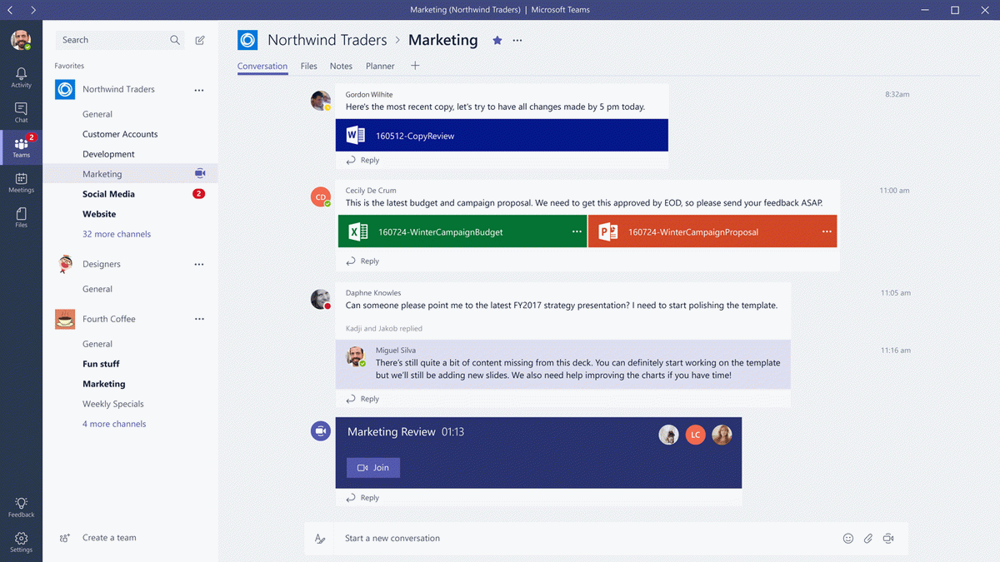 Marketing (Northwind Traders) | Microsoft Teams
Activity
Chat
2
Teams
Meetings
Files
Feedback
Settings
Search
Favorites
Northwind Traders
General
Customer Accounts
Development
Marketing
Social Media 2
Website
32 more channels
Designers
General
Fourth Coffee
General
Fun stuff
Marketing
Weekly Specials
4 more channels
Create a team
Northwind Traders > Marketing
Conversation Files Notes Planner
Gordon Wilhite 8:32am
Here's the most recent copy, let's try to have all changes made by 5 pm today.
W 160512-CopyReview
Reply
CD
Cecily De Crum 11:00 am
This is the latest budget and campaign proposal. We need to get this approved by EOD, so please send your feedback ASAP.
X 160724-WinterCampaignBudget P 160724-WinterCampaignProposal
Reply
Daphne Knowles 11:05 am
Can someone please point me to the latest FY2017 strategy presentation? I need to start polishing the template.
Kadji and Jakob replied
Miguel Silva 11:16 am
There's still quite a bit of content missing from this deck. You can definitely start working on the template
but we'll still be adding new slides. We also need help improving the charts if you have time!
Reply
Marketing Review 01:13 LC
Join
Reply
Start a new conversation